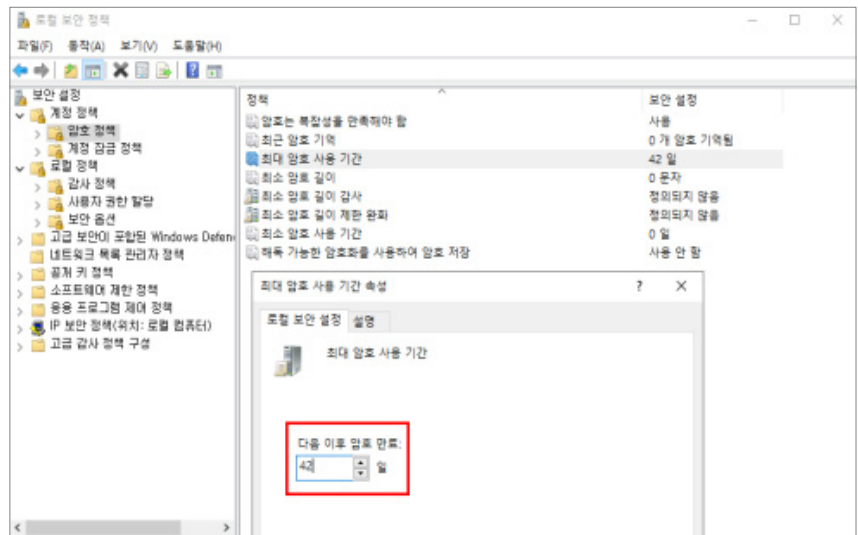 로컬 보안 정책
파일(F) 동작(A) 보기(V) 도움말(H)
보안 설정
계정 정책
암호 정책
계정 잠금 정책
로컬 정책
감사 정책
사용자 권한 할당
보안 옵션
고급 보안이 포함된 Windows Defen
네트워크 목록 관리자 정책
공개 키 정책
소프트웨어 제한 정책
응용 프로그램 제어 정책
IP 보안 정책(위치: 로컬 컴퓨터)
고급 감사 정책 구성
정책 보안 설정
암호는 복잡성을 만족해야 함 사용
최근 암호 기억 0 개 암호 기억됨
최대 암호 사용 기간 42 일
최소 암호 길이 0 문자
최소 암호 길이 감사 정의되지 않음
최소 암호 길이 제한 완화 정의되지 않음
최소 암호 사용 기간 0 일
해독 가능한 암호화를 사용하여 암호 저장 사용 안 함
최대 암호 사용 기간 속성
로컬 보안 설정 설명
최대 암호 사용 기간
다음 이후 암호 만료:
42 일